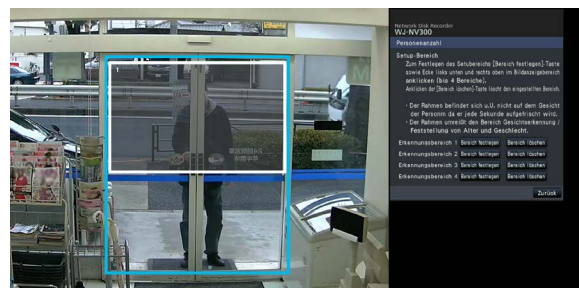 Network Disk Recorder
WJ-NV300
Personenanzahl
Setup-Bereich
Zum Festlegen des Setubereichs [Bereich festlegen]-Taste
sowie Ecke links unten und rechts oben im Bildanzeigebereich
anklicken (bis 4 Bereiche).
Anklicken der [Bereich löschen]-Taste löscht den eingestellten Bereich.
· Der Rahmen befindet sich u.U. nicht auf dem Gesicht
der Personn da er jede Sekunde aufgefrischt wird.
· Der Rahmen umreißt den Bereich Gesichtserkennung /
Feststellung von Alter und Geschlecht.
Erkennungsbereich 1 Bereich festlegen Bereich löschen
Erkennungsbereich 2 Bereich festlegen Bereich löschen
Erkennungsbereich 3 Bereich festlegen Bereich löschen
Erkennungsbereich 4 Bereich festlegen Bereich löschen
Zurück
1